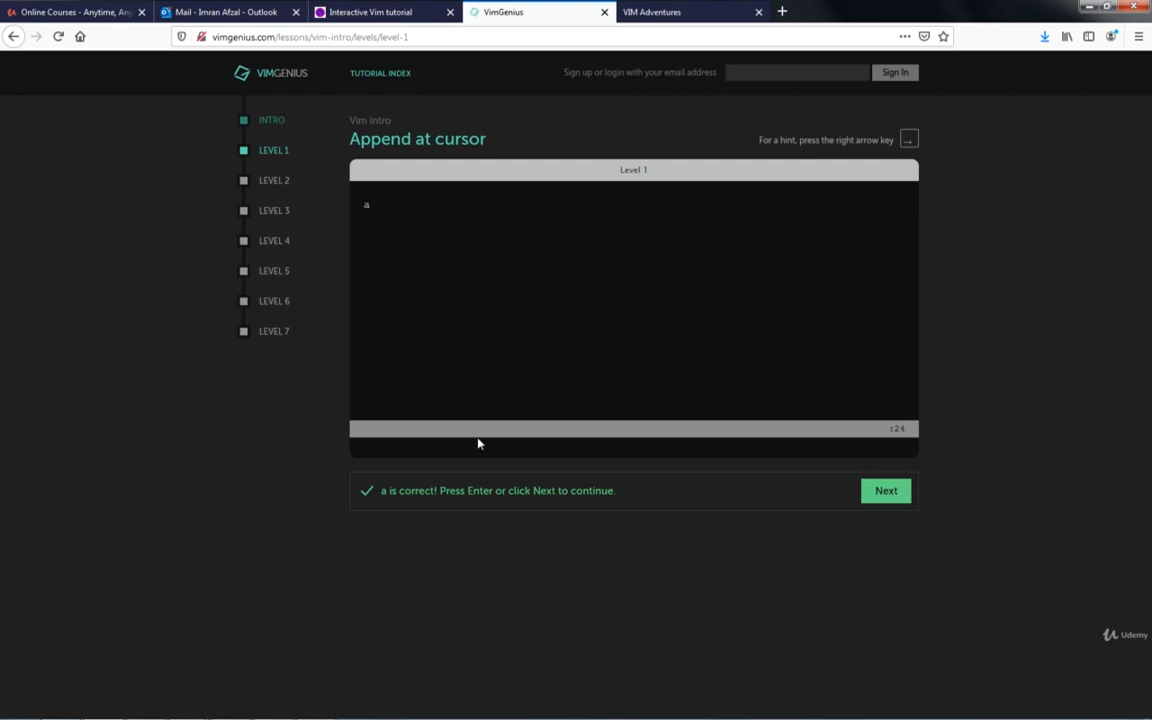 Online Courses - Anytime, An
Mail - Imran Afzal - Outlook
Interactive Vim tutorial
VimGenius
VIM Adventures
vimgenius.com/lessons/vim-intro/levels/level-1
VIMGENIUS
TUTORIAL INDEX
Sign up or login with your email address
Sign In
INTRO
LEVEL 1
LEVEL 2
LEVEL 3
LEVEL 4
LEVEL 5
LEVEL 6
LEVEL 7
Vim Intro
Append at cursor
For a hint, press the right arrow key →
Level 1
a
:24
a is correct! Press Enter or click Next to continue.
Next
Udemy